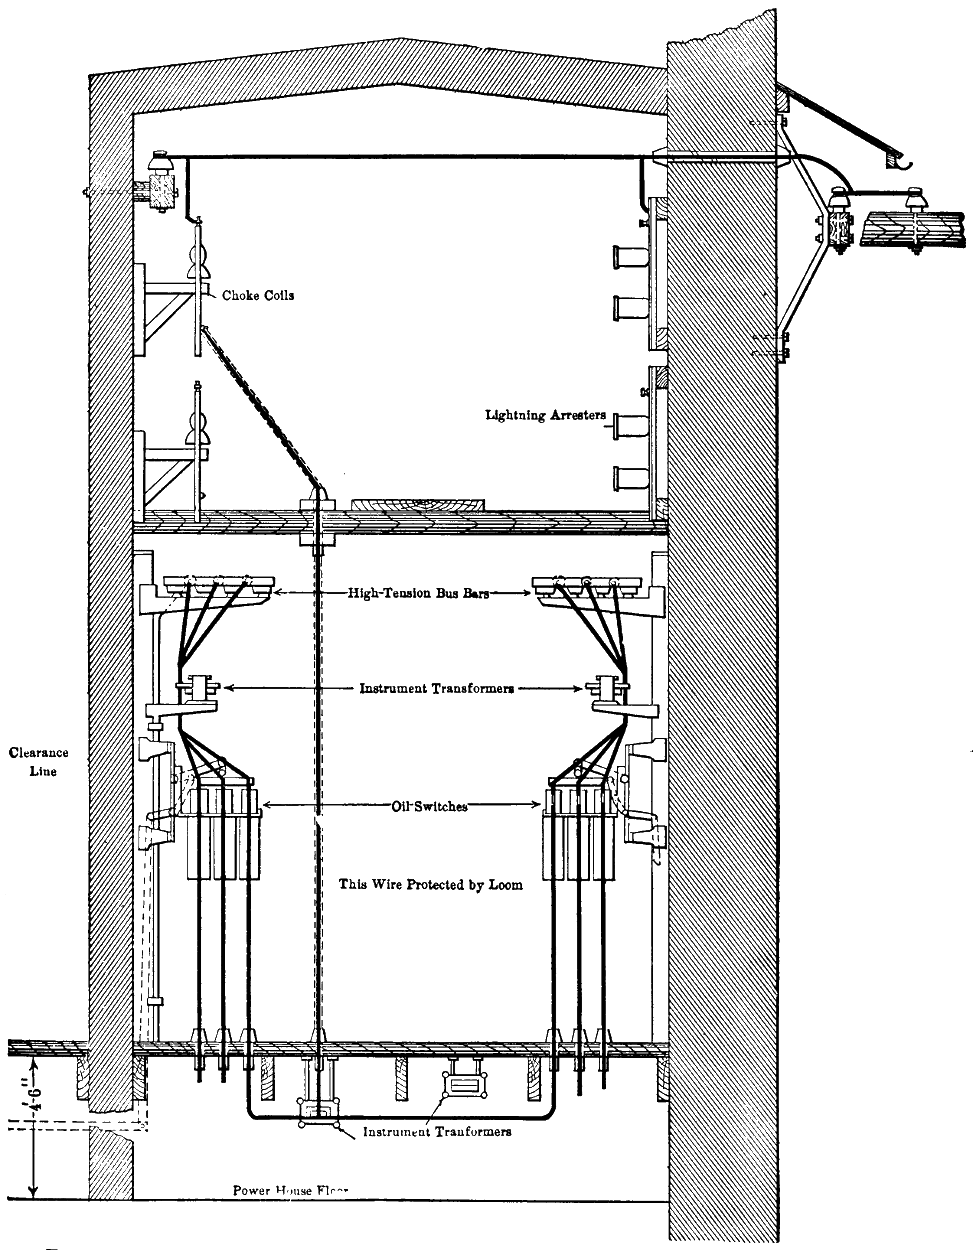 Choke Coils
Lightning Arresters
High-Tension Bus Bars
Instrument Transformers
Clearance
Line
Oil Switches
This Wire Protected by Loom
4'-6"
Instrument Tranformers
Power House Floor